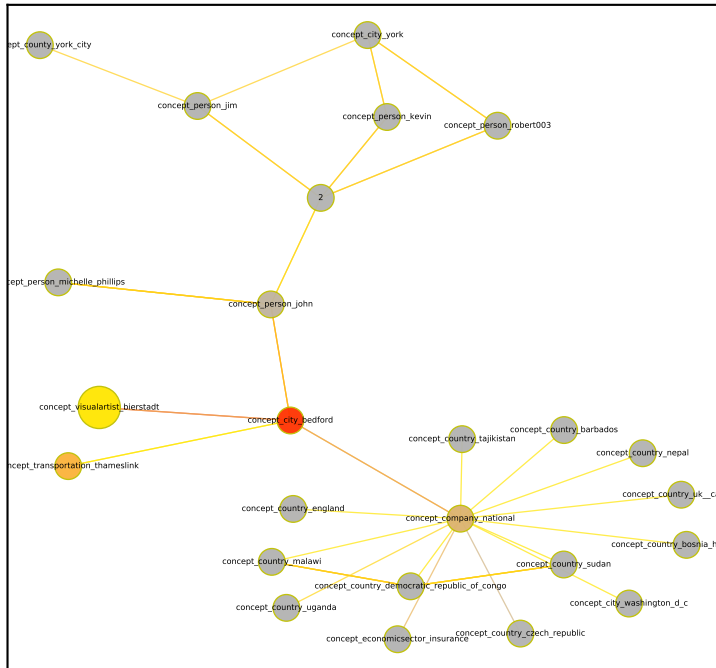 concept_city_york
ept_county_york_city
concept_person_jim
concept_person_kevin
concept_person_robert003
2
cept_person_michelle_phillips
concept_person_john
concept_visualartist_bierstadt
concept_city_bedford
concept_country_barbados
concept_country_tajikistan
concept_country_nepal
oncept_transportation_thameslink
concept_country_uk__ca
concept_country_england
concept_company_national
concept_country_bosnia_h
concept_country_malawi
concept_country_sudan
concept_country_democratic_republic_of_congo
concept_city_washington_d_c
concept_country_uganda
concept_country_czech_republic
concept_economicsector_insurance